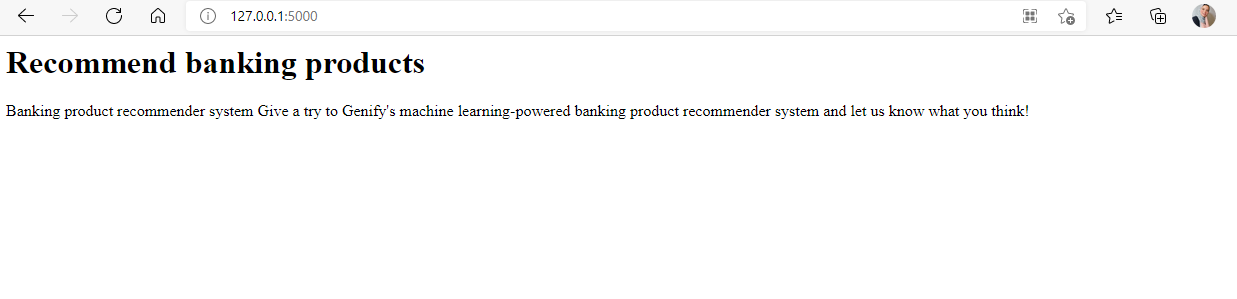 127.0.0.1:5000
Recommend banking products
Banking product recommender system Give a try to Genify's machine learning-powered banking product recommender system and let us know what you think!